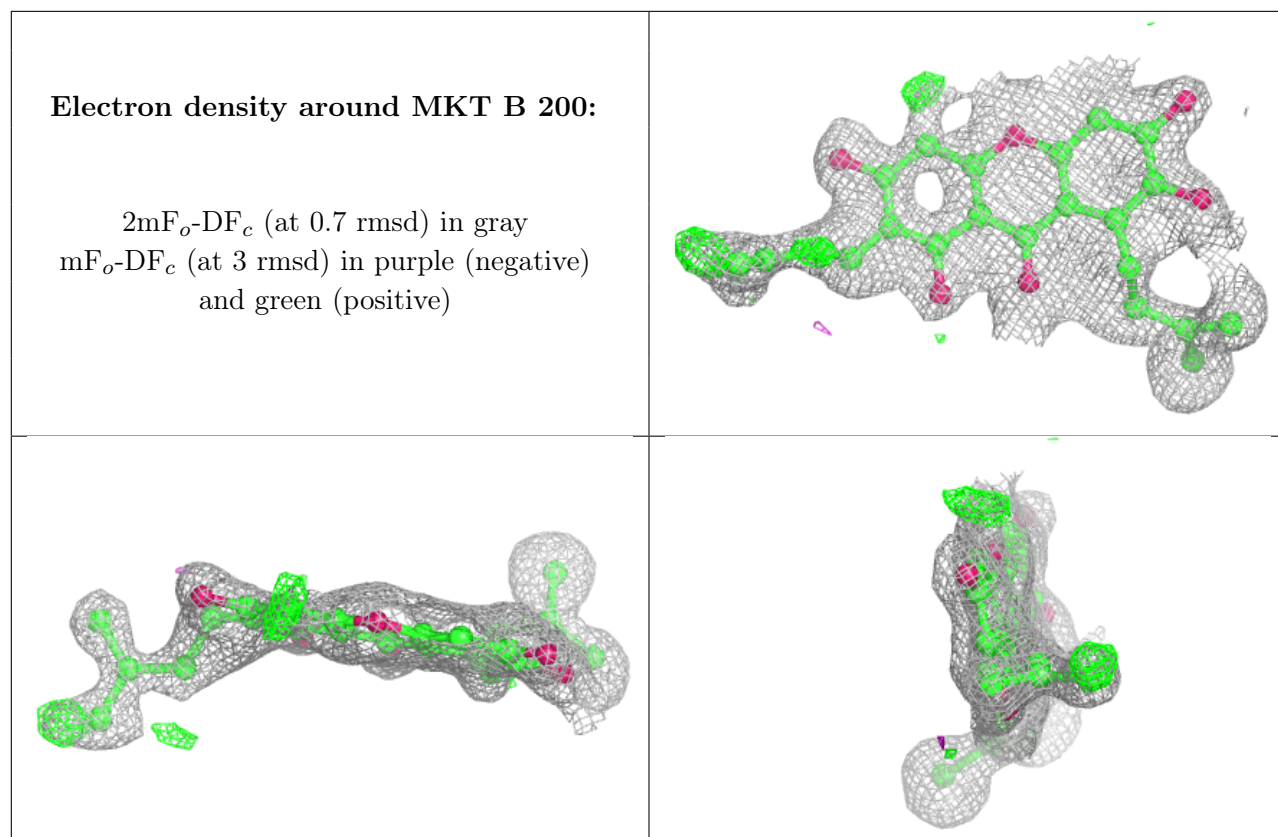 Electron density around MKT B 200:
2mFo-DFc (at 0.7 rmsd) in gray
mFo-DFc (at 3 rmsd) in purple (negative)
and green (positive)